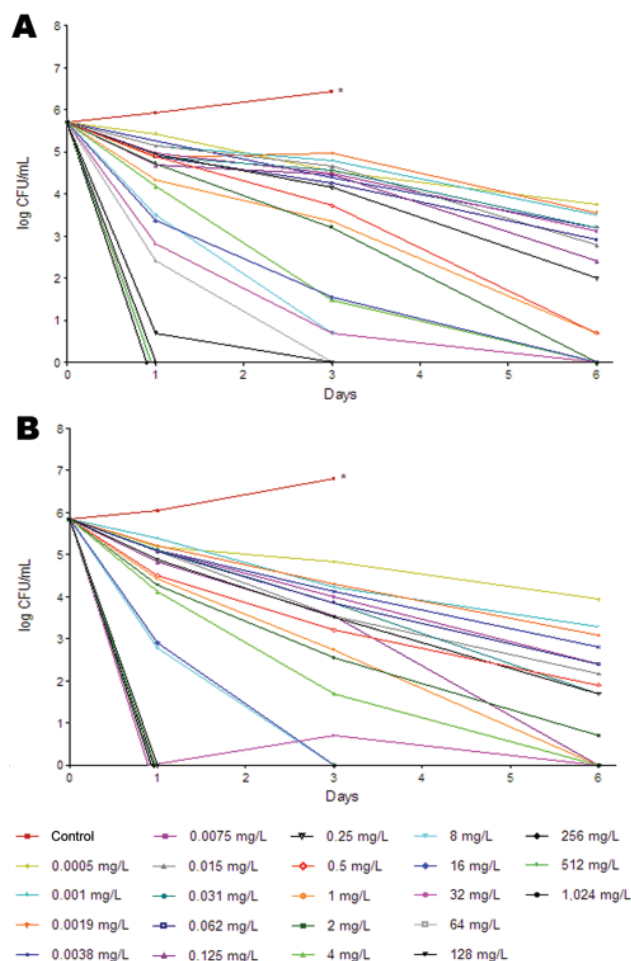 A
8
7
6
5
4
3
2
1
0
log CFU/mL
*
0 1 2 3 4 5 6
Days
B
8
7
6
5
4
3
2
1
0
log CFU/mL
*
0 1 2 3 4 5 6
Days
Control 0.0075 mg/L 0.25 mg/L 8 mg/L 256 mg/L
0.0005 mg/L 0.015 mg/L 0.5 mg/L 16 mg/L 512 mg/L
0.001 mg/L 0.031 mg/L 1 mg/L 32 mg/L 1,024 mg/L
0.0019 mg/L 0.062 mg/L 2 mg/L 64 mg/L
0.0038 mg/L 0.125 mg/L 4 mg/L 128 mg/L